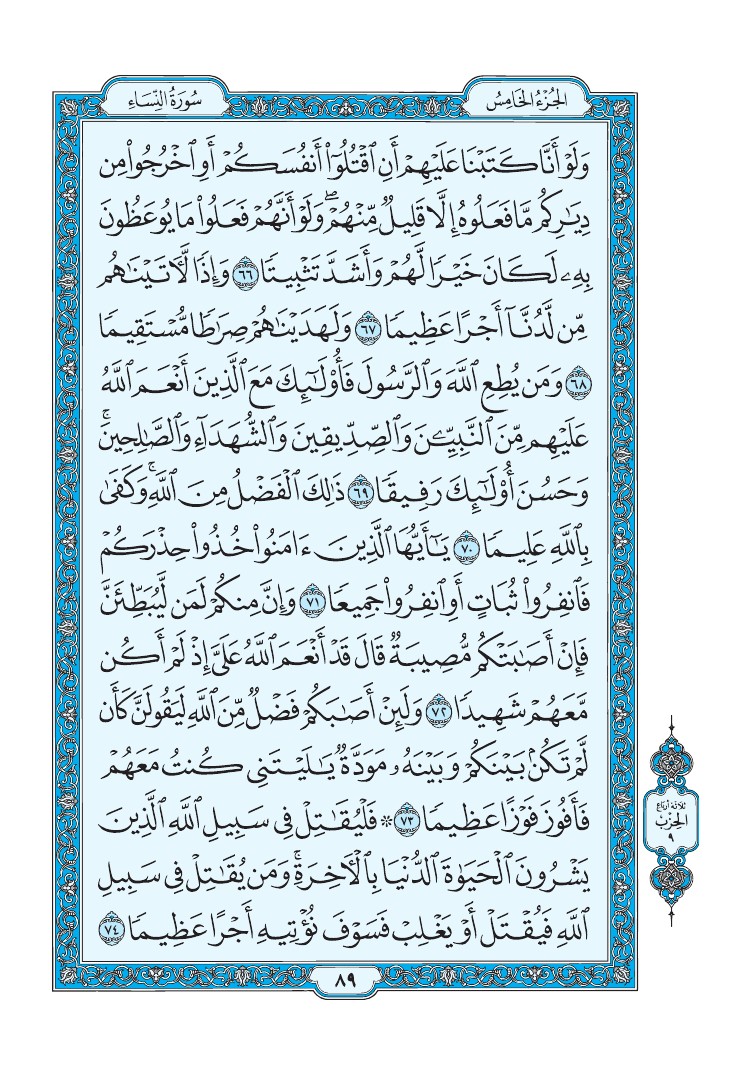 الجُزْءُ الخَامِسُ
سُورَةُ النِّسَاءِ
وَلَوْ أَنَّا كَتَبْنَا عَلَيْهِمْ أَنِ ٱقْتُلُوٓا۟ أَنفُسَكُمْ أَوِ ٱخْرُجُوا۟ مِن
دِيَٰرِكُم مَّا فَعَلُوهُ إِلَّا قَلِيلٌ مِّنْهُمْ ۖ وَلَوْ أَنَّهُمْ فَعَلُوا۟ مَا يُوعَظُونَ
بِهِۦ لَكَانَ خَيْرًا لَّهُمْ وَأَشَدَّ تَثْبِيتًا ٦٦ وَإِذًا لَّءَاتَيْنَٰهُم
مِّن لَّدُنَّآ أَجْرًا عَظِيمًا ٦٧ وَلَهَدَيْنَٰهُمْ صِرَٰطًا مُّسْتَقِيمًا
٦٨ وَمَن يُطِعِ ٱللَّهَ وَٱلرَّسُولَ فَأُو۟لَٰٓئِكَ مَعَ ٱلَّذِينَ أَنْعَمَ ٱللَّهُ
عَلَيْهِم مِّنَ ٱلنَّبِيِّـۧنَ وَٱلصِّدِّيقِينَ وَٱلشُّهَدَآءِ وَٱلصَّٰلِحِينَ ۚ
وَحَسُنَ أُو۟لَٰٓئِكَ رَفِيقًا ٦٩ ذَٰلِكَ ٱلْفَضْلُ مِنَ ٱللَّهِ ۚ وَكَفَىٰ
بِٱللَّهِ عَلِيمًا ٧٠ يَٰٓأَيُّهَا ٱلَّذِينَ ءَامَنُوا۟ خُذُوا۟ حِذْرَكُمْ
فَٱنفِرُوا۟ ثُبَاتٍ أَوِ ٱنفِرُوا۟ جَمِيعًا ٧١ وَإِنَّ مِنكُمْ لَمَن لَّيُبَطِّئَنَّ
فَإِنْ أَصَٰبَتْكُم مُّصِيبَةٌ قَالَ قَدْ أَنْعَمَ ٱللَّهُ عَلَىَّ إِذْ لَمْ أَكُن
مَّعَهُمْ شَهِيدًا ٧٢ وَلَئِنْ أَصَٰبَكُمْ فَضْلٌ مِّنَ ٱللَّهِ لَيَقُولَنَّ كَأَن
لَّمْ تَكُنۢ بَيْنَكُمْ وَبَيْنَهُۥ مَوَدَّةٌ يَٰلَيْتَنِى كُنتُ مَعَهُمْ
فَأَفُوزَ فَوْزًا عَظِيمًا ٧٣ ۞ فَلْيُقَٰتِلْ فِى سَبِيلِ ٱللَّهِ ٱلَّذِينَ
يَشْرُونَ ٱلْحَيَوٰةَ ٱلدُّنْيَا بِٱلْءَاخِرَةِ ۚ وَمَن يُقَٰتِلْ فِى سَبِيلِ
ٱللَّهِ فَيُقْتَلْ أَوْ يَغْلِبْ فَسَوْفَ نُؤْتِيهِ أَجْرًا عَظِيمًا ٧٤
ثلاثة أرباع
الحِزْب
٩
٨٩